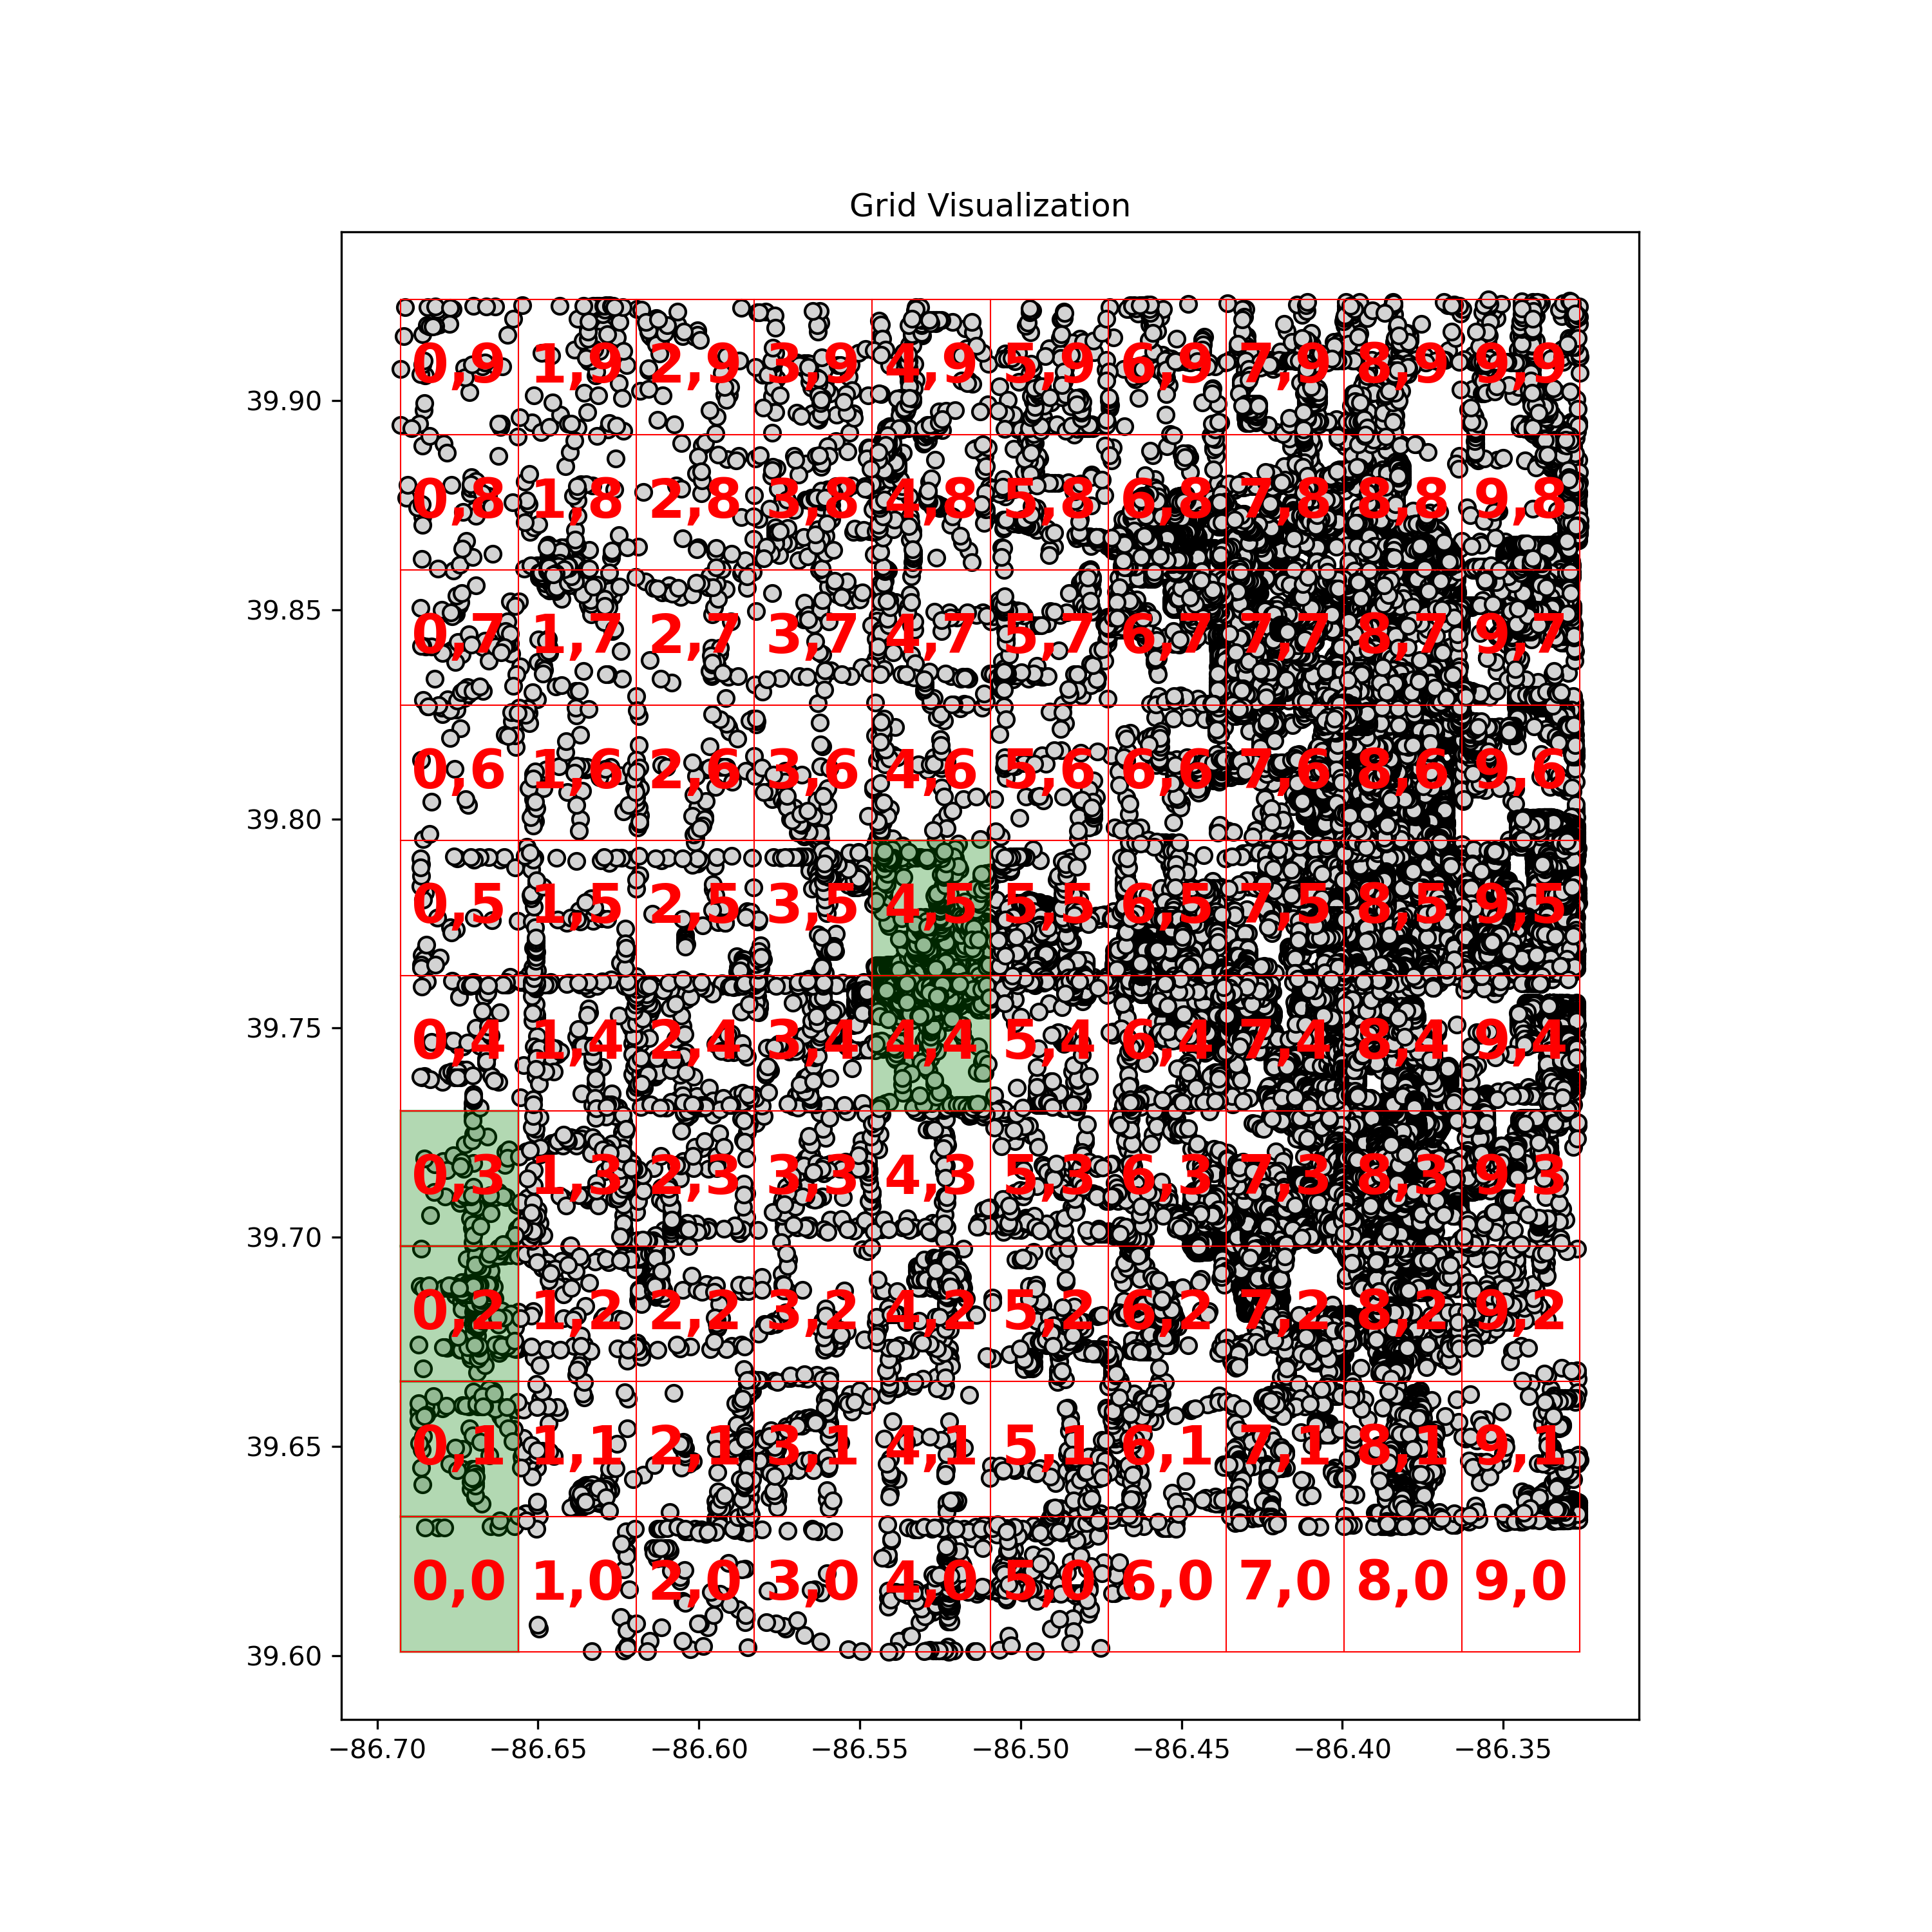 Grid Visualization
39.90
39.85
39.80
39.75
39.70
39.65
39.60
0,9 1,9 2,9 3,9 4,9 5,9 6,9 7,9 8,9 9,9
0,8 1,8 2,8 3,8 4,8 5,8 6,8 7,8 8,8 9,8
0,7 1,7 2,7 3,7 4,7 5,7 6,7 7,7 8,7 9,7
0,6 1,6 2,6 3,6 4,6 5,6 6,6 7,6 8,6 9,6
0,5 1,5 2,5 3,5 4,5 5,5 6,5 7,5 8,5 9,5
0,4 1,4 2,4 3,4 4,4 5,4 6,4 7,4 8,4 9,4
0,3 1,3 2,3 3,3 4,3 5,3 6,3 7,3 8,3 9,3
0,2 1,2 2,2 3,2 4,2 5,2 6,2 7,2 8,2 9,2
0,1 1,1 2,1 3,1 4,1 5,1 6,1 7,1 8,1 9,1
0,0 1,0 2,0 3,0 4,0 5,0 6,0 7,0 8,0 9,0
−86.70 −86.65 −86.60 −86.55 −86.50 −86.45 −86.40 −86.35